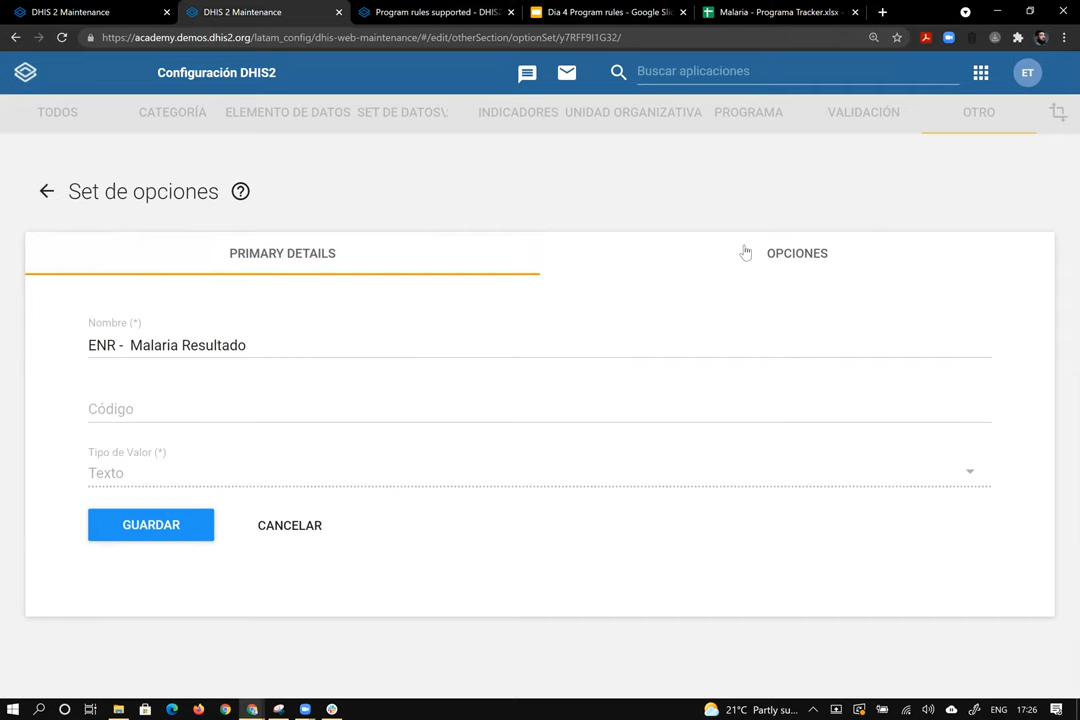 DHIS 2 Maintenance
DHIS 2 Maintenance
Program rules supported - DHIS
Dia 4 Program rules - Google Slid
Malaria - Programa Tracker.xlsx -
https://academy.demos.dhis2.org/latam_config/dhis-web-maintenance/#/edit/otherSection/optionSet/y7RFF9I1G32/
Configuración DHIS2
Buscar aplicaciones
ET
TODOS
CATEGORÍA
ELEMENTO DE DATOS
SET DE DATOS\
INDICADORES
UNIDAD ORGANIZATIVA
PROGRAMA
VALIDACIÓN
OTRO
Set de opciones
PRIMARY DETAILS
OPCIONES
Nombre (*)
ENR - Malaria Resultado
Código
Tipo de Valor (*)
Texto
GUARDAR
CANCELAR
21°C Partly su...
ENG
17:26